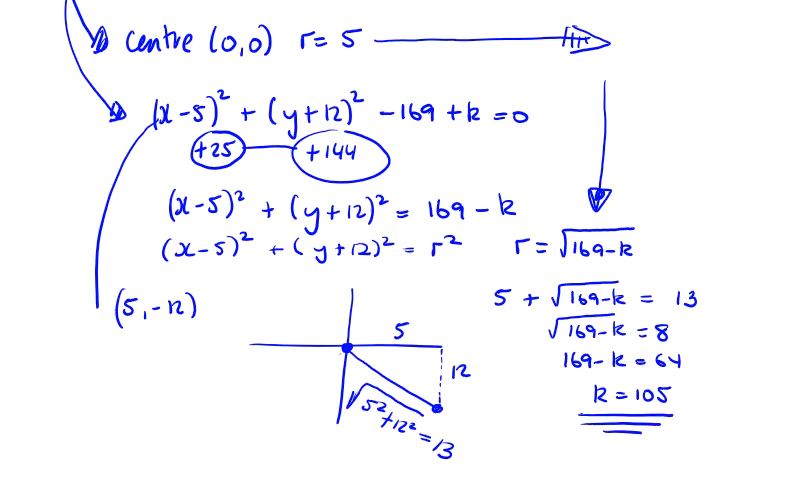 centre (0,0) r= 5
(x-5)² + (y+12)² -169 + k = 0
+25 +144
(x-5)² + (y+12)² = 169 - k
(x-5)² + (y+12)² = r² r = √169-k
(5,-12)
5 + √169-k = 13
√169-k = 8
169-k = 64
k = 105
5
12
√5²+12² = 13